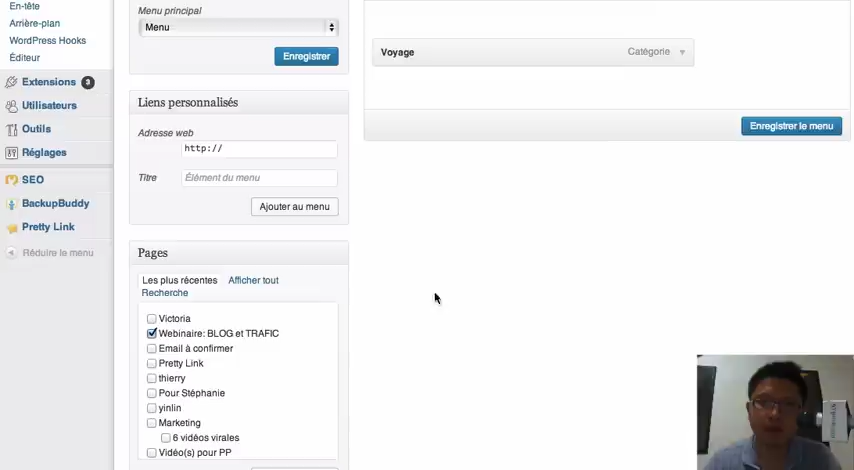 En-tête
Arrière-plan
WordPress Hooks
Éditeur
Extensions 3
Utilisateurs
Outils
Réglages
SEO
BackupBuddy
Pretty Link
Réduire le menu
Menu principal
Menu
Enregistrer
Liens personnalisés
Adresse web
http://
Titre
Élément du menu
Ajouter au menu
Pages
Les plus récentes Afficher tout
Recherche
Victoria
Webinaire: BLOG et TRAFIC
Email à confirmer
Pretty Link
thierry
Pour Stéphanie
yinlin
Marketing
6 vidéos virales
Vidéo(s) pour PP
Voyage Catégorie
Enregistrer le menu